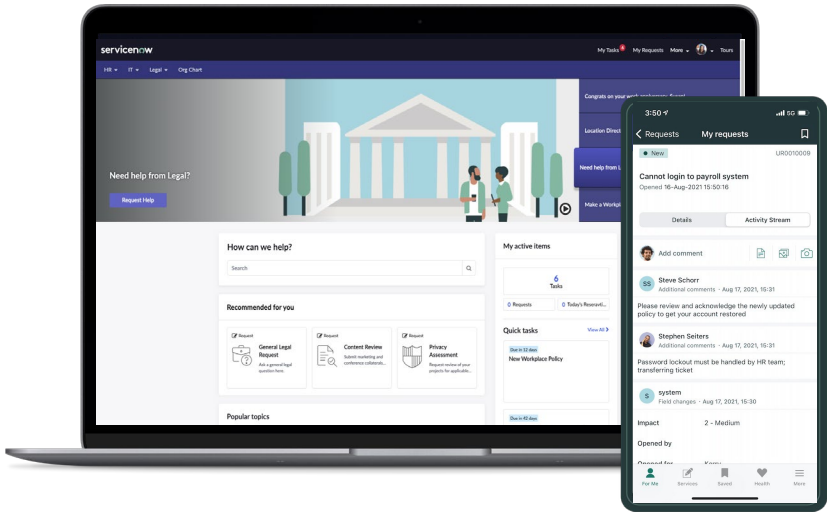 servicenow
My Tasks 6 My Requests More Tours
HR IT Legal Org Chart
Congrats on your work anniversary,
Location Direct
Need help from L
Make a Workpl
Need help from Legal?
Request Help
How can we help?
Search
Recommended for you
Request
General Legal
Request
Ask a general legal
question form
Request
Content Review
Submit marketing and
conference collaterals...
Request
Privacy
Assessment
Request review of your
projects for applicable...
Popular topics
My active items
6
Tasks
0 Requests
0 Today's Reservati...
Quick tasks
View All
Due in 12 days
New Workplace Policy
Due in 42 days
3:50
5G
Requests
My requests
New
UR0010009
Cannot login to payroll system
Opened 16-Aug-2021 15:50:16
Details
Activity Stream
Add comment
SS
Steve Schorr
Additional comments • Aug 17, 2021, 15:31
Please review and acknowledge the newly updated
policy to get your account restored
Stephen Seiters
Additional comments • Aug 17, 2021, 15:31
Password lockout must be handled by HR team;
transferring ticket
S
system
Field changes • Aug 17, 2021, 15:30
Impact
2 - Medium
Opened by
Opened for
For Me
Services
Saved
Health
More